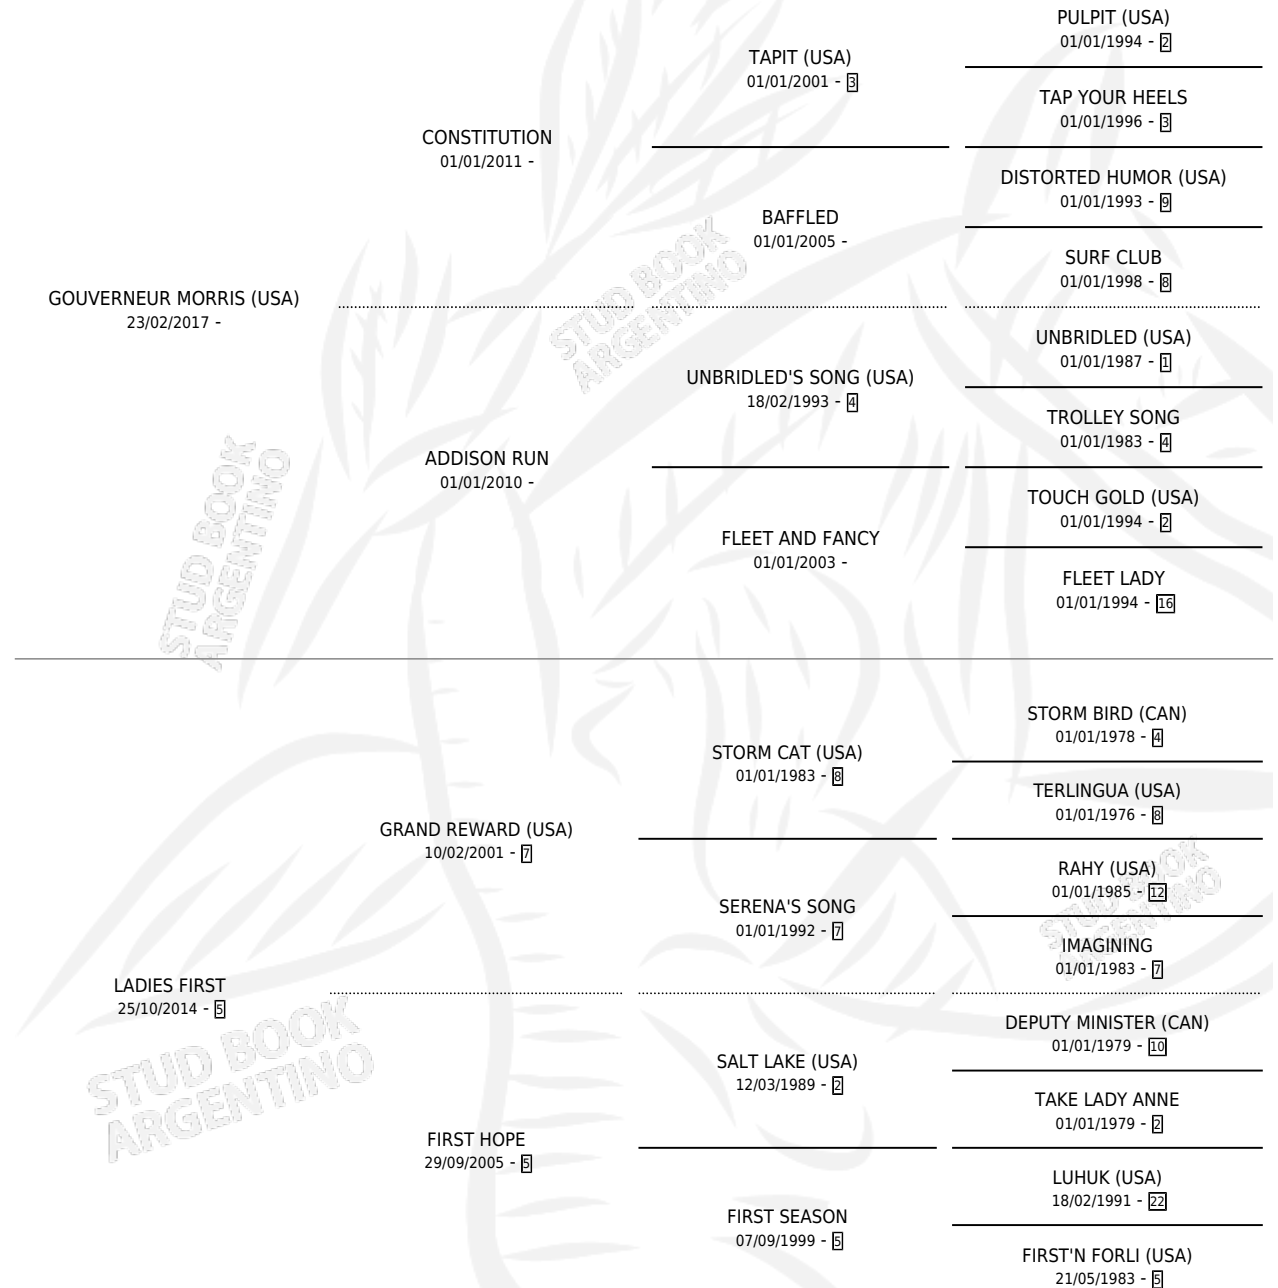 GOUVERNEUR MORRIS (USA)
23/02/2017 -
CONSTITUTION
01/01/2011 -
TAPIT (USA)
01/01/2001 - 3
PULPIT (USA)
01/01/1994 - 2
TAP YOUR HEELS
01/01/1996 - 3
BAFFLED
01/01/2005 -
DISTORTED HUMOR (USA)
01/01/1993 - 9
SURF CLUB
01/01/1998 - 8
ADDISON RUN
01/01/2010 -
UNBRIDLED'S SONG (USA)
18/02/1993 - 4
UNBRIDLED (USA)
01/01/1987 - 1
TROLLEY SONG
01/01/1983 - 4
FLEET AND FANCY
01/01/2003 -
TOUCH GOLD (USA)
01/01/1994 - 2
FLEET LADY
01/01/1994 - 16
LADIES FIRST
25/10/2014 - 5
GRAND REWARD (USA)
10/02/2001 - 7
STORM CAT (USA)
01/01/1983 - 8
STORM BIRD (CAN)
01/01/1978 - 4
TERLINGUA (USA)
01/01/1976 - 8
SERENA'S SONG
01/01/1992 - 7
RAHY (USA)
01/01/1985 - 12
IMAGINING
01/01/1983 - 7
FIRST HOPE
29/09/2005 - 5
SALT LAKE (USA)
12/03/1989 - 2
DEPUTY MINISTER (CAN)
01/01/1979 - 10
TAKE LADY ANNE
01/01/1979 - 2
FIRST SEASON
07/09/1999 - 5
LUHUK (USA)
18/02/1991 - 22
FIRST'N FORLI (USA)
21/05/1983 - 5
STUD BOOK
ARGENTINO
STUD BOOK
ARGENTINO
STUD BOOK
ARGENTINO
STUD BOOK
ARGENTINO